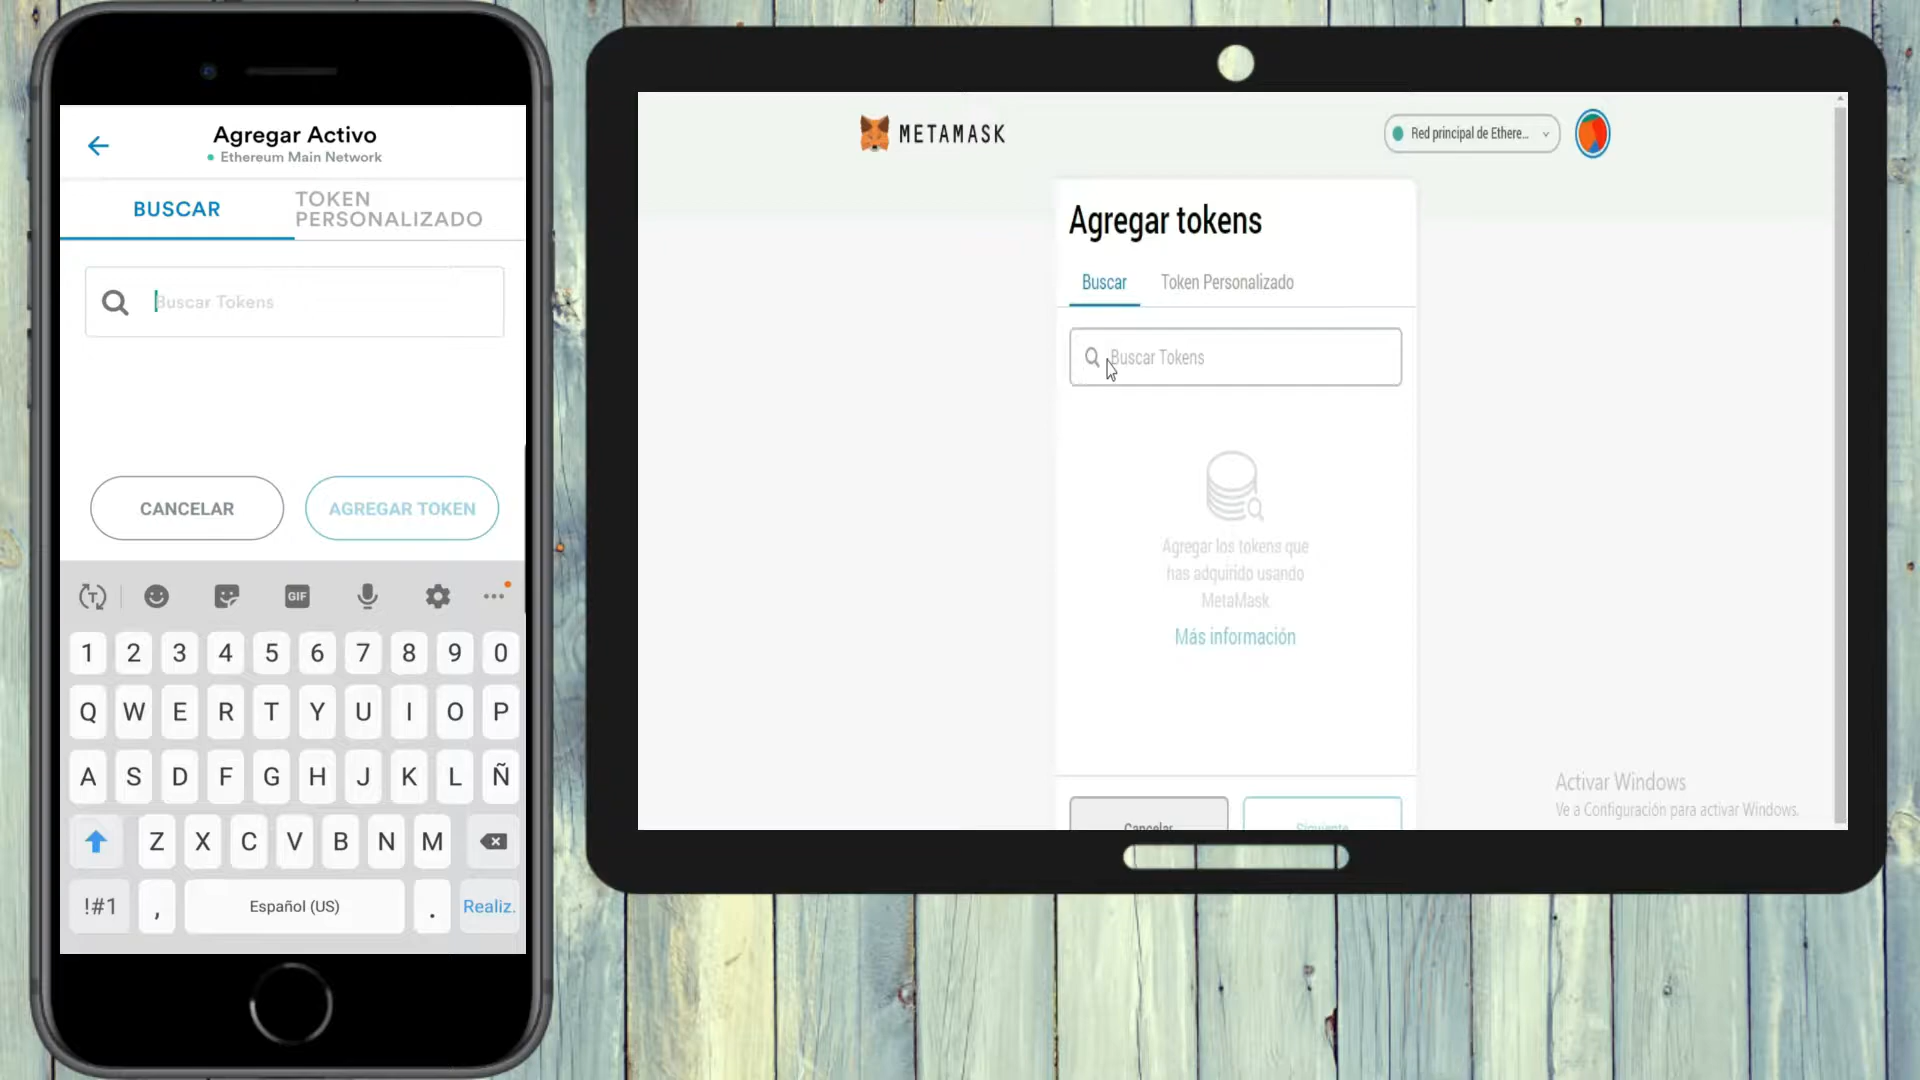 Agregar Activo
Ethereum Main Network
BUSCAR
TOKEN
PERSONALIZADO
Buscar Tokens
CANCELAR
AGREGAR TOKEN
GIF
1 2 3 4 5 6 7 8 9 0
Q W E R T Y U I O P
A S D F G H J K L Ñ
Z X C V B N M
!#1 , Español (US) . Realiz.
METAMASK
Red principal de Ethere...
Agregar tokens
Buscar Token Personalizado
Buscar Tokens
Agregar los tokens que
has adquirido usando
MetaMask
Más información
Cancelar Siguiente
Activar Windows
Ve a Configuración para activar Windows.